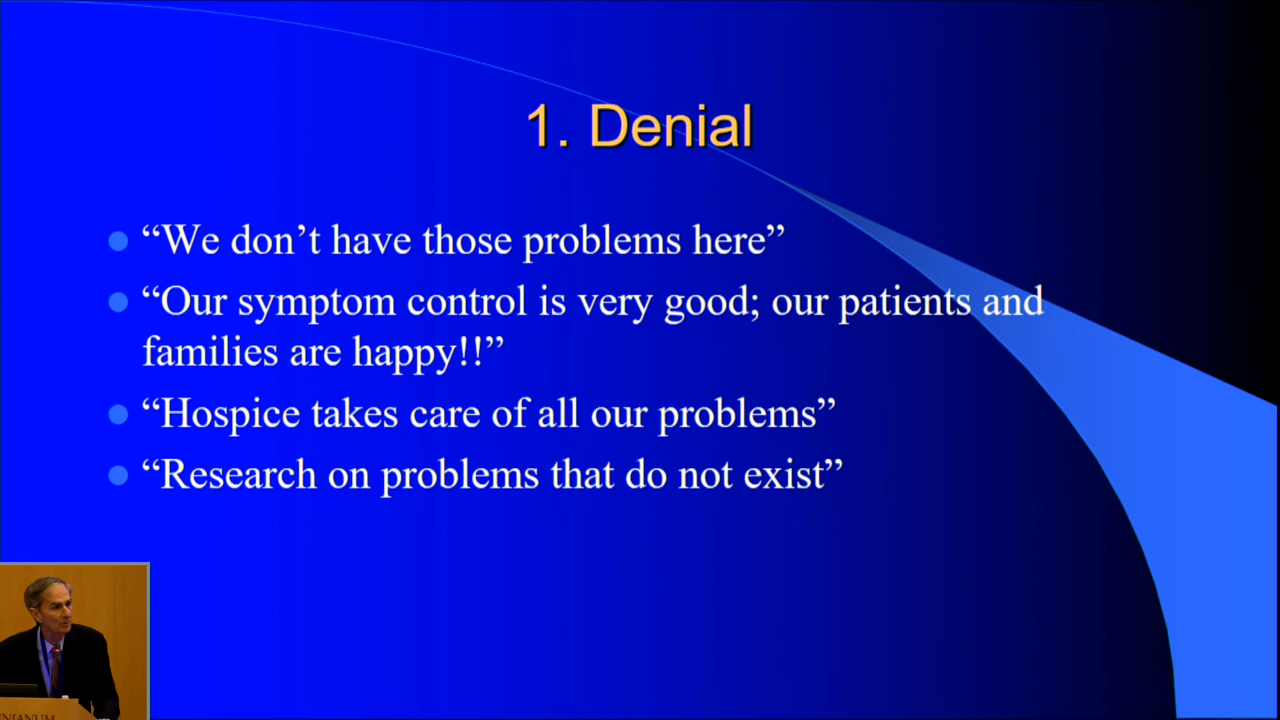 1. Denial
“We don’t have those problems here”
“Our symptom control is very good; our patients and
families are happy!!”
“Hospice takes care of all our problems”
“Research on problems that do not exist”